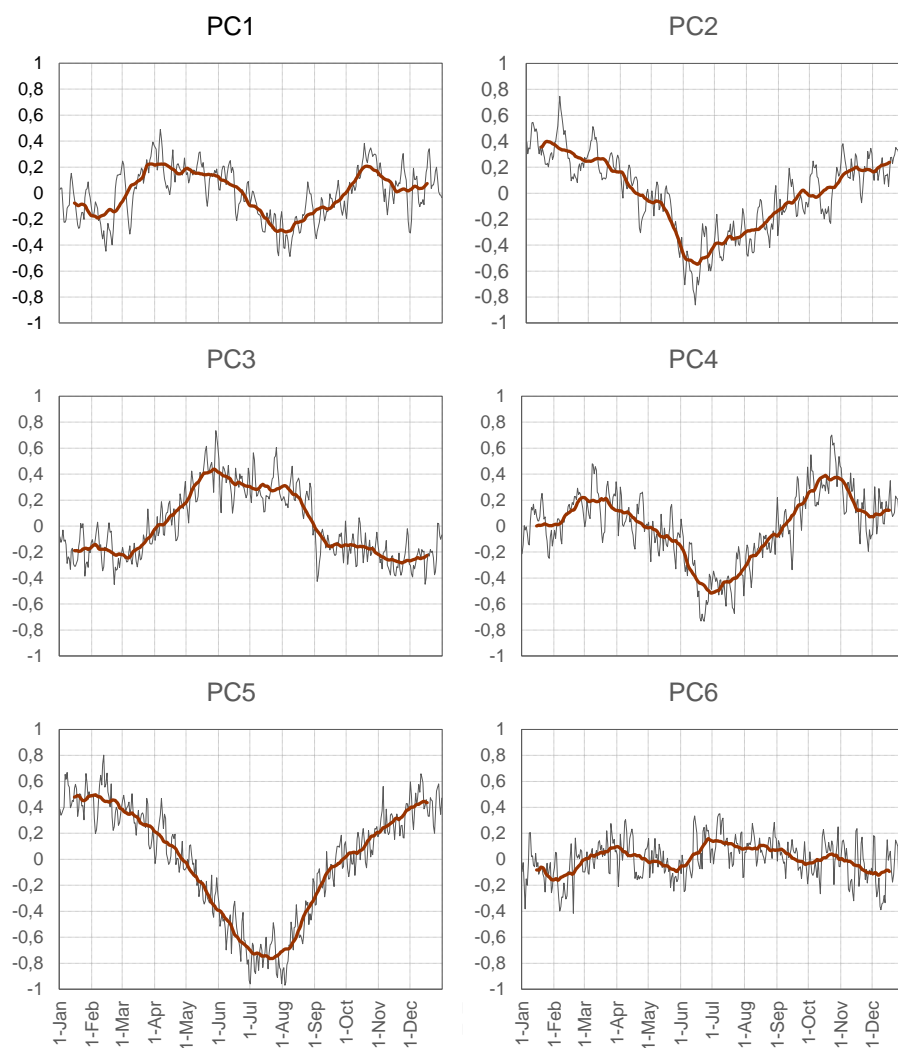 PC1
PC2
1
0,8
0,6
0,4
0,2
0
-0,2
-0,4
-0,6
-0,8
-1
1
0,8
0,6
0,4
0,2
0
-0,2
-0,4
-0,6
-0,8
-1
PC3
PC4
1
0,8
0,6
0,4
0,2
0
-0,2
-0,4
-0,6
-0,8
-1
1
0,8
0,6
0,4
0,2
0
-0,2
-0,4
-0,6
-0,8
-1
PC5
PC6
1
0,8
0,6
0,4
0,2
0
-0,2
-0,4
-0,6
-0,8
-1
1
0,8
0,6
0,4
0,2
0
-0,2
-0,4
-0,6
-0,8
-1
1-Jan
1-Feb
1-Mar
1-Apr
1-May
1-Jun
1-Jul
1-Aug
1-Sep
1-Oct
1-Nov
1-Dec
1-Jan
1-Feb
1-Mar
1-Apr
1-May
1-Jun
1-Jul
1-Aug
1-Sep
1-Oct
1-Nov
1-Dec